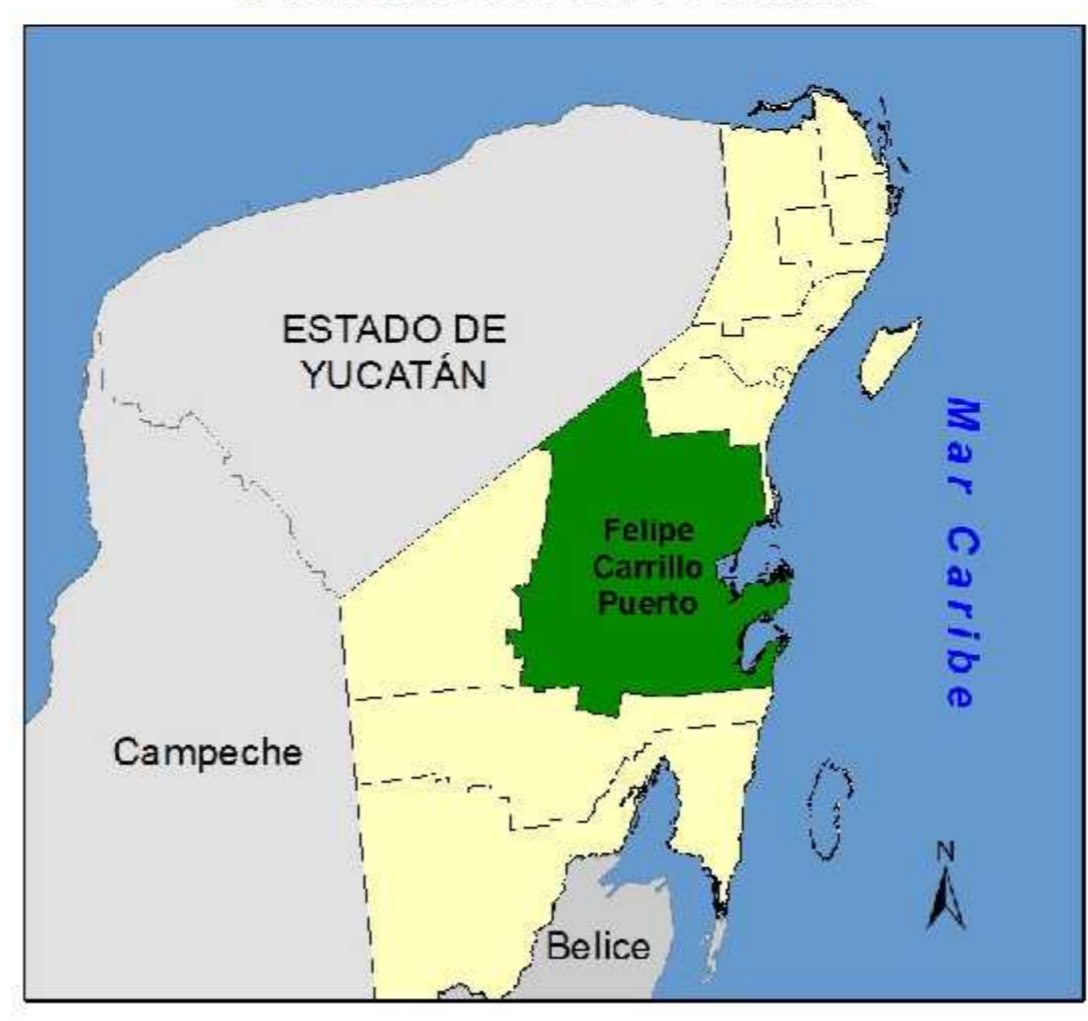 ESTADO DE
YUCATÁN
Mar Caribe
Felipe
Carrillo
Puerto
Campeche
N
Belice